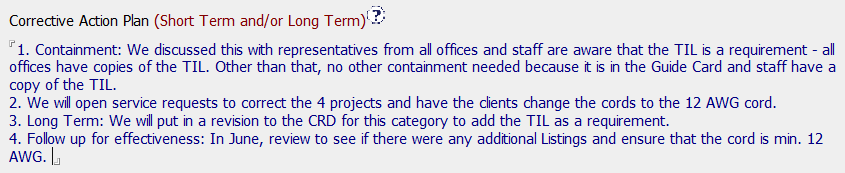 Corrective Action Plan (Short Term and/or Long Term)?
1. Containment: We discussed this with representatives from all offices and staff are aware that the TIL is a requirement - all
offices have copies of the TIL. Other than that, no other containment needed because it is in the Guide Card and staff have a
copy of the TIL.
2. We will open service requests to correct the 4 projects and have the clients change the cords to the 12 AWG cord.
3. Long Term: We will put in a revision to the CRD for this category to add the TIL as a requirement.
4. Follow up for effectiveness: In June, review to see if there were any additional Listings and ensure that the cord is min. 12
AWG.